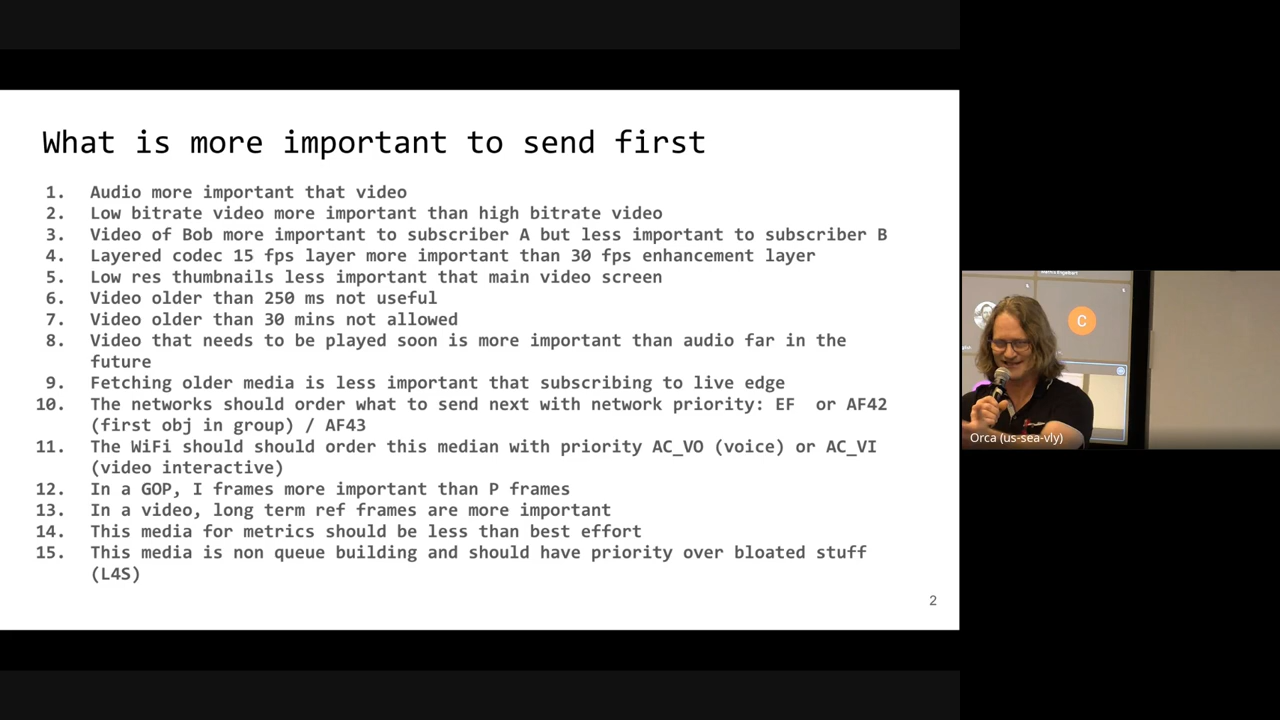 What is more important to send first
1. Audio more important that video
2. Low bitrate video more important than high bitrate video
3. Video of Bob more important to subscriber A but less important to subscriber B
4. Layered codec 15 fps layer more important than 30 fps enhancement layer
5. Low res thumbnails less important that main video screen
6. Video older than 250 ms not useful
7. Video older than 30 mins not allowed
8. Video that needs to be played soon is more important than audio far in the
future
9. Fetching older media is less important that subscribing to live edge
10. The networks should order what to send next with network priority: EF  or AF42
(first obj in group) / AF43
11. The WiFi should should order this median with priority AC_VO (voice) or AC_VI
(video interactive)
12. In a GOP, I frames more important than P frames
13. In a video, long term ref frames are more important
14. This media for metrics should be less than best effort
15. This media is non queue building and should have priority over bloated stuff
(L4S)
2
C
Orca (us-sea-vly)